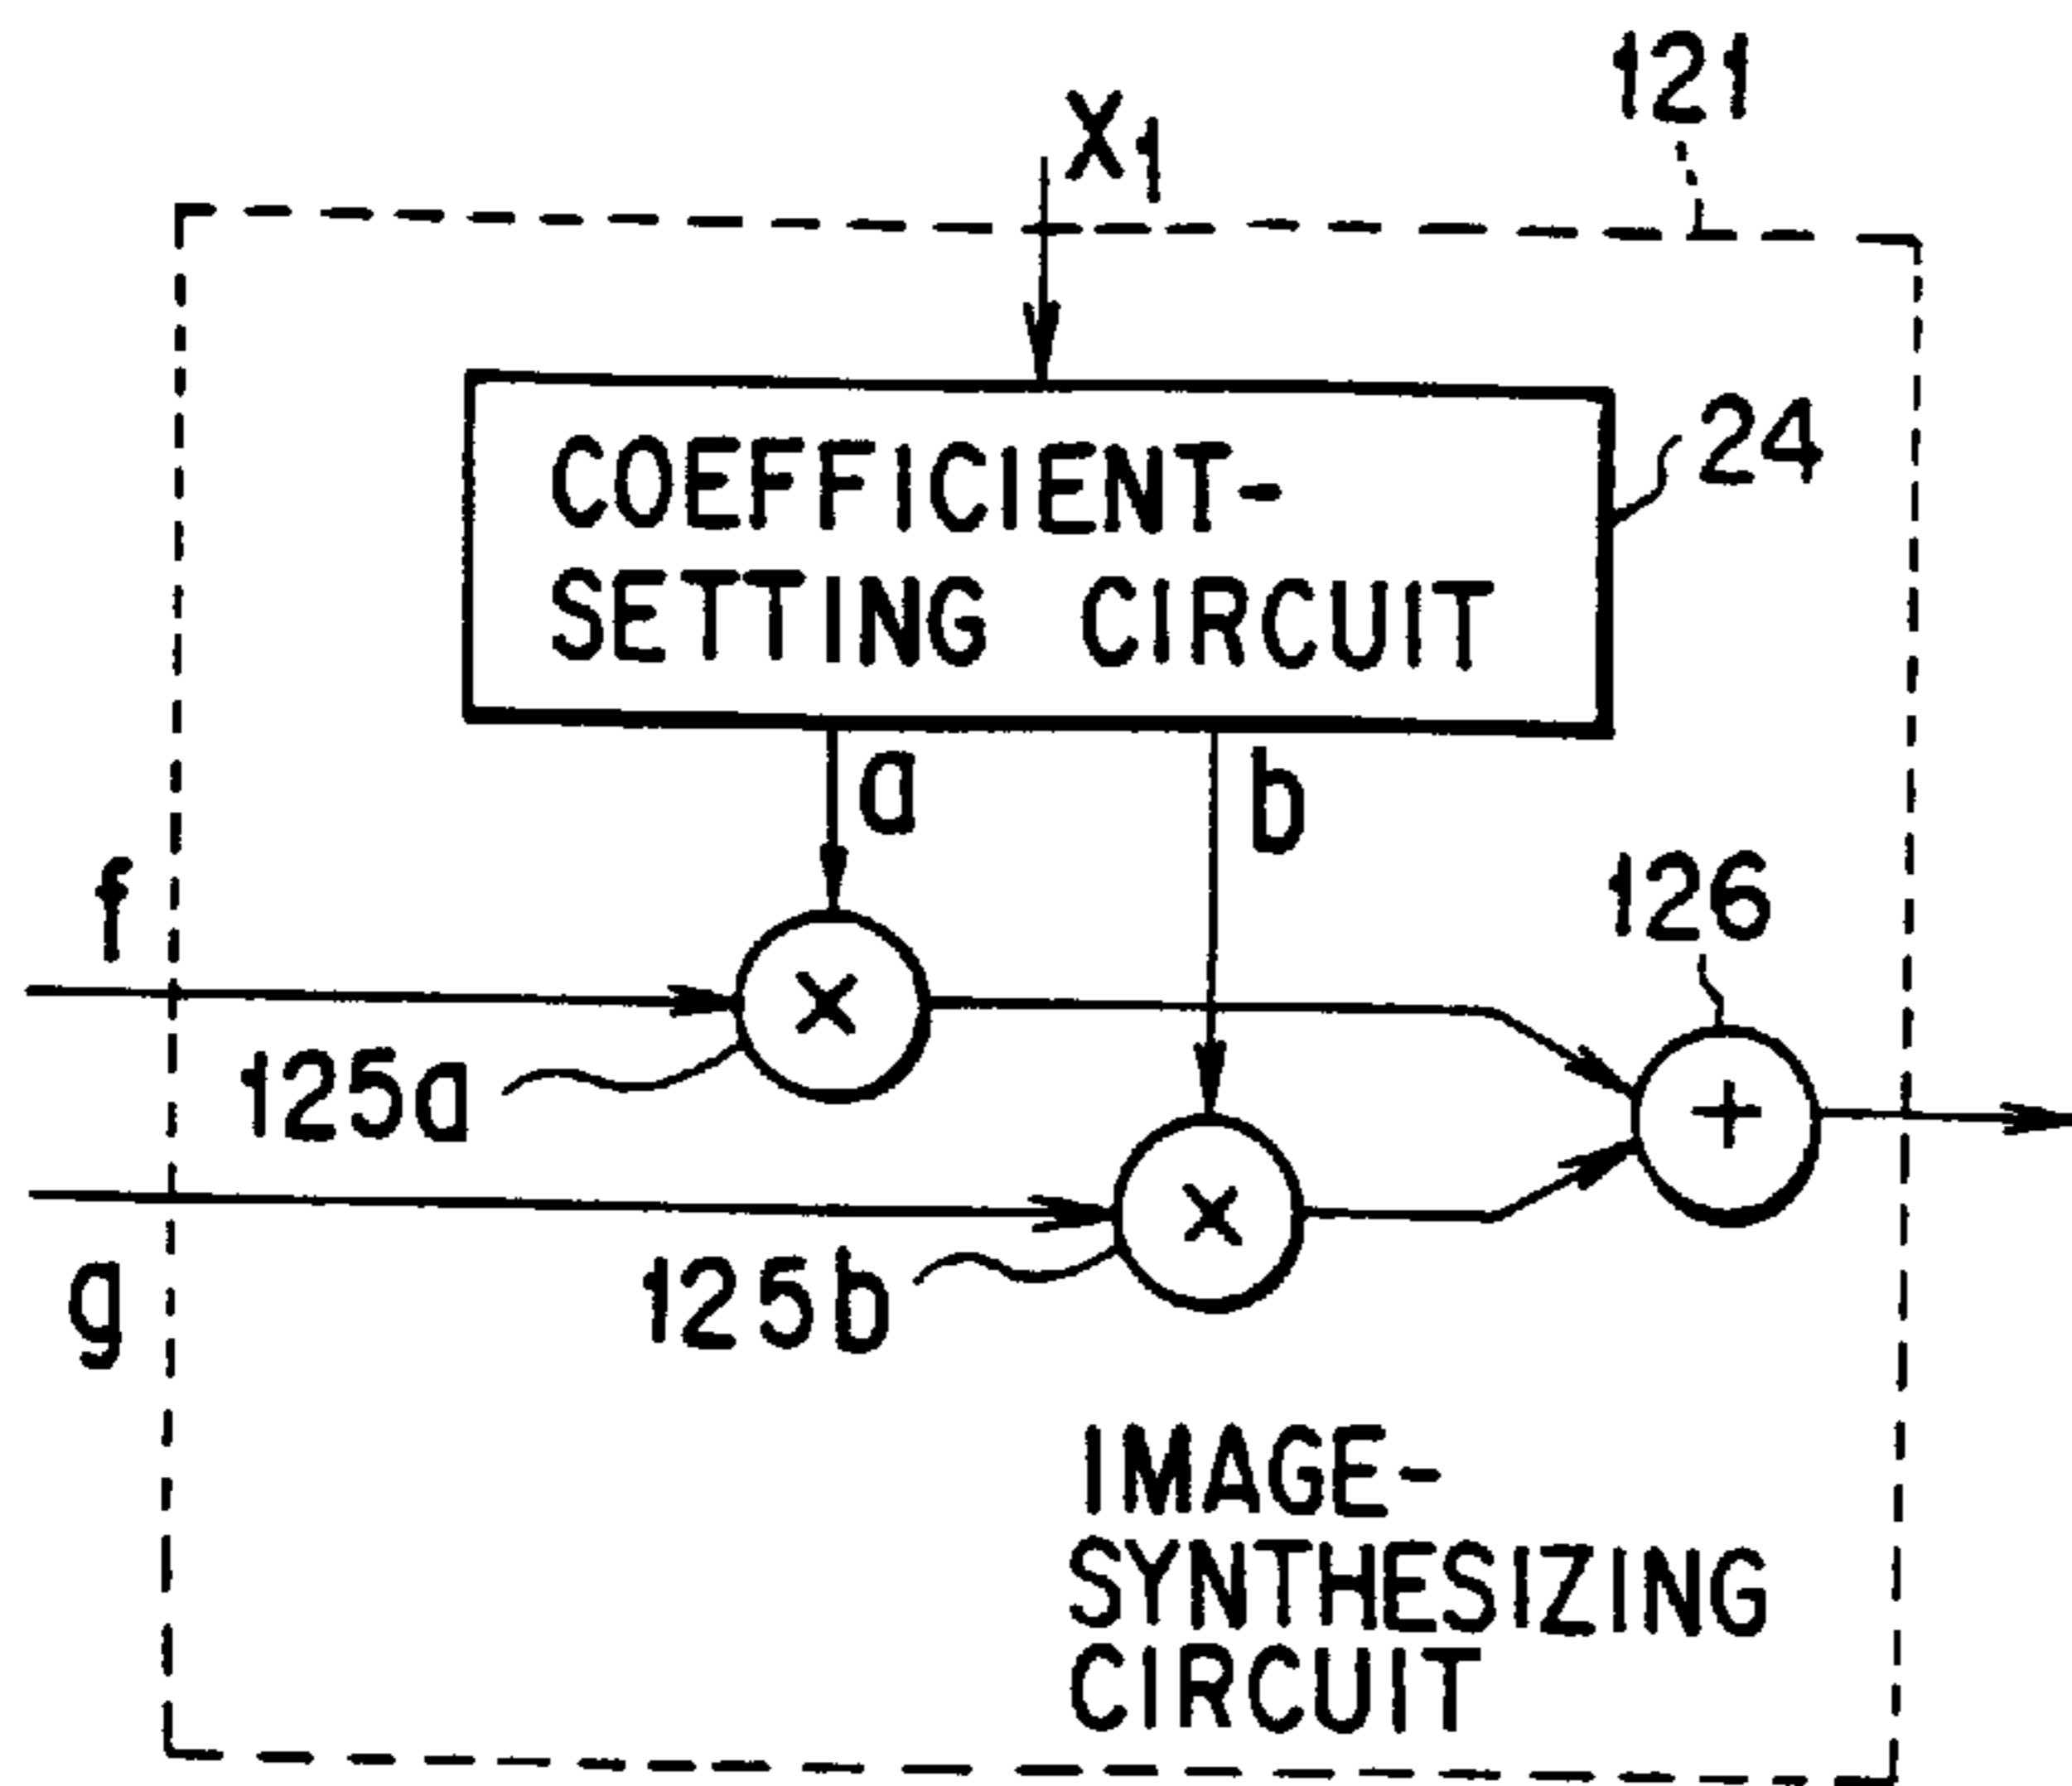 121
X1
COEFFICIENT-
SETTING CIRCUIT
24
a
b
f
126
×
125a
+
×
g
125b
IMAGE-
SYNTHESIZING
CIRCUIT